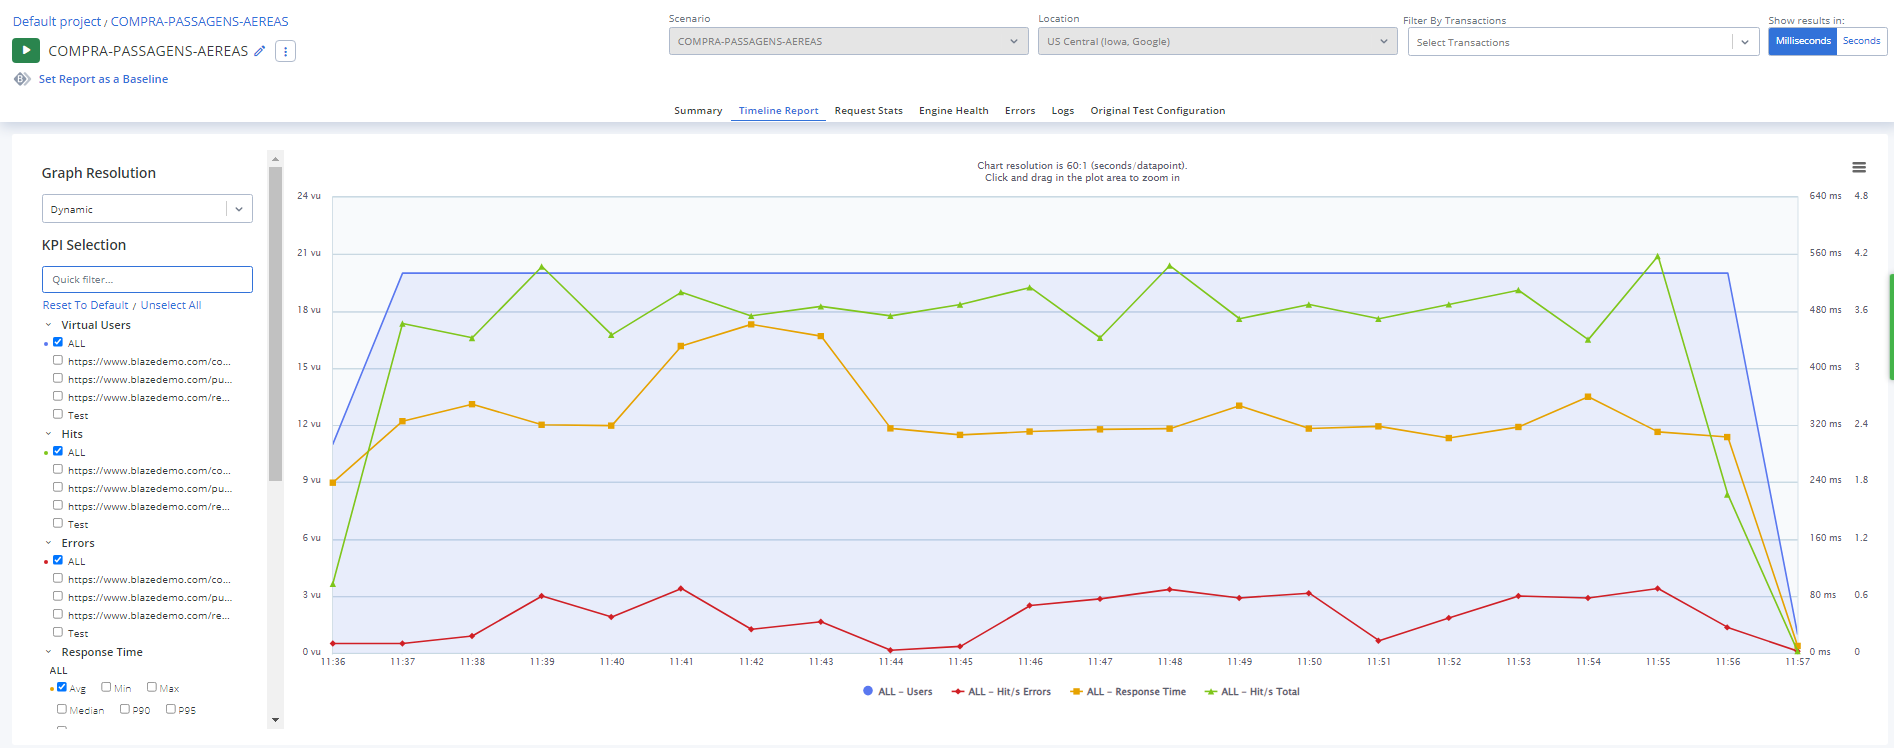 Default project / COMPRA-PASSAGENS-AEREAS
COMPRA-PASSAGENS-AEREAS
Set Report as a Baseline
Scenario
COMPRA-PASSAGENS-AEREAS
Location
US Central (Iowa, Google)
Filter By Transactions
Select Transactions
Show results in:
Milliseconds Seconds
Summary Timeline Report Request Stats Engine Health Errors Logs Original Test Configuration
Graph Resolution
Dynamic
KPI Selection
Quick filter...
Reset To Default / Unselect All
Virtual Users
ALL
https://www.blazedemo.com/co...
https://www.blazedemo.com/pu...
https://www.blazedemo.com/re...
Test
Hits
ALL
https://www.blazedemo.com/co...
https://www.blazedemo.com/pu...
https://www.blazedemo.com/re...
Test
Errors
ALL
https://www.blazedemo.com/co...
https://www.blazedemo.com/pu...
https://www.blazedemo.com/re...
Test
Response Time
ALL
Avg Min Max
Median P90 P95
Chart resolution is 60:1 (seconds/datapoint).
Click and drag in the plot area to zoom in
24 vu 640 ms 4.8
21 vu 560 ms 4.2
18 vu 480 ms 3.6
15 vu 400 ms 3
12 vu 320 ms 2.4
9 vu 240 ms 1.8
6 vu 160 ms 1.2
3 vu 80 ms 0.6
0 vu 0 ms 0
11:36 11:37 11:38 11:39 11:40 11:41 11:42 11:43 11:44 11:45 11:46 11:47 11:48 11:49 11:50 11:51 11:52 11:53 11:54 11:55 11:56 11:57
ALL - Users ALL - Hit/s Errors ALL - Response Time ALL - Hit/s Total